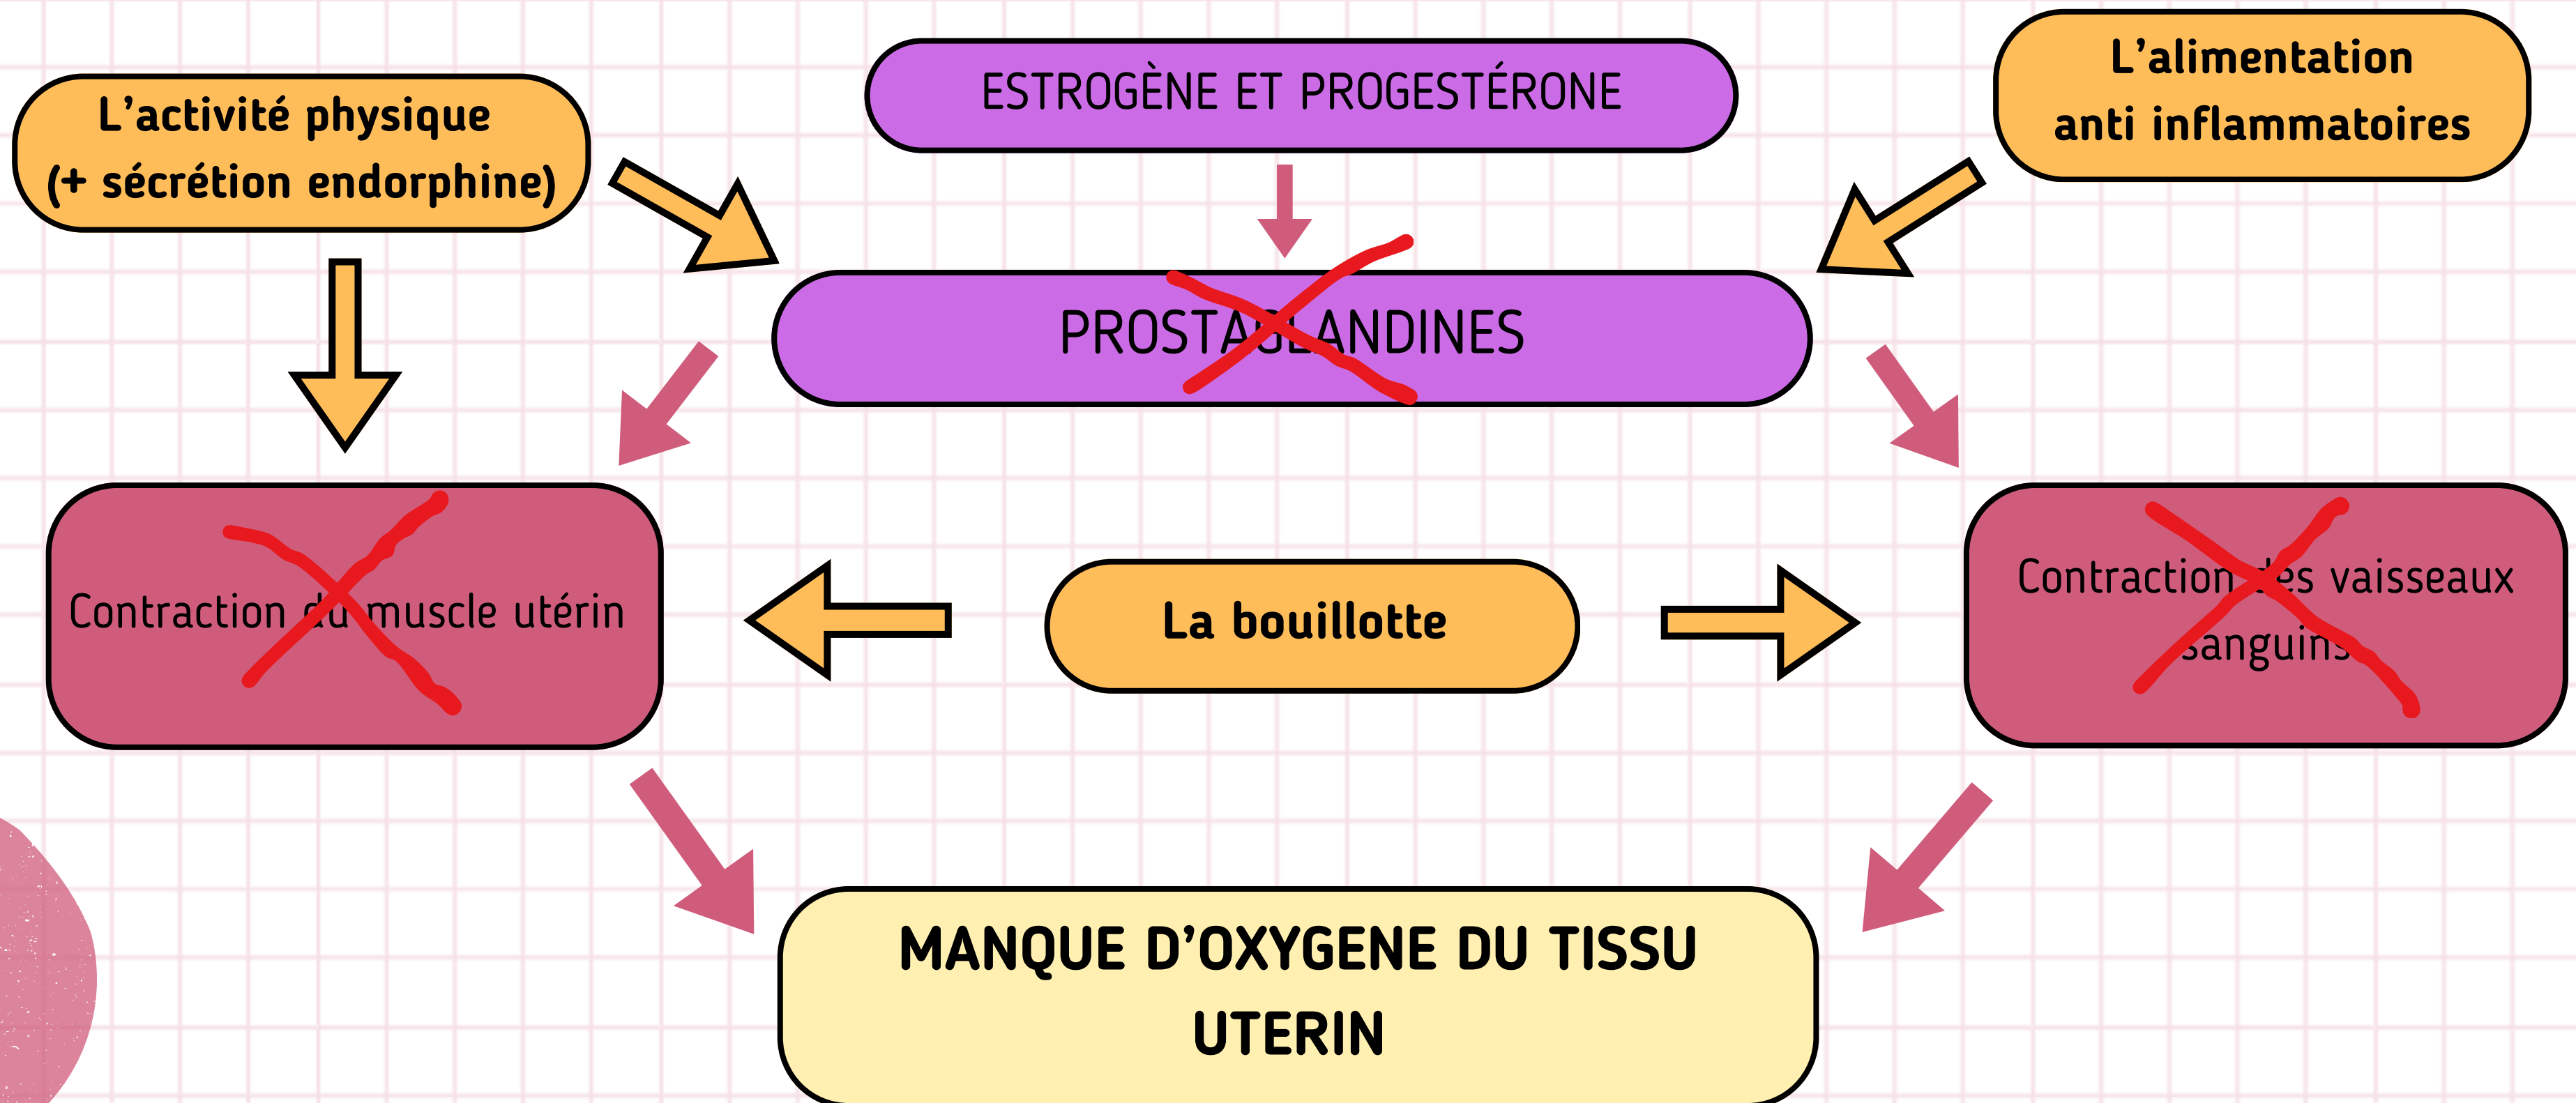 L’activité physique
(+ sécrétion endorphine)
ESTROGÈNE ET PROGESTÉRONE
L’alimentation
anti inflammatoires
PROSTAGLANDINES
Contraction du muscle utérin
La bouillotte
Contraction des vaisseaux
sanguins
MANQUE D’OXYGENE DU TISSU
UTERIN